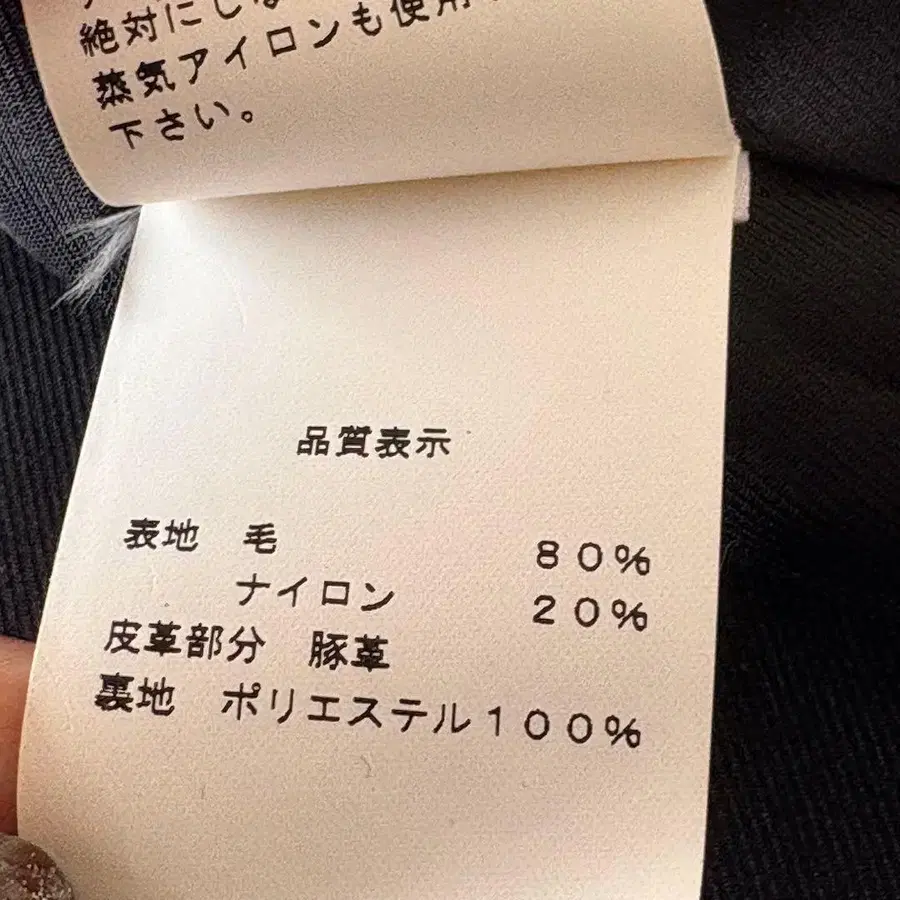 絶対にしな
蒸気アイロンも使用
下さい。
品質表示
表地 毛 80%
ナイロン 20%
皮革部分 豚革
裏地 ポリエステル100%